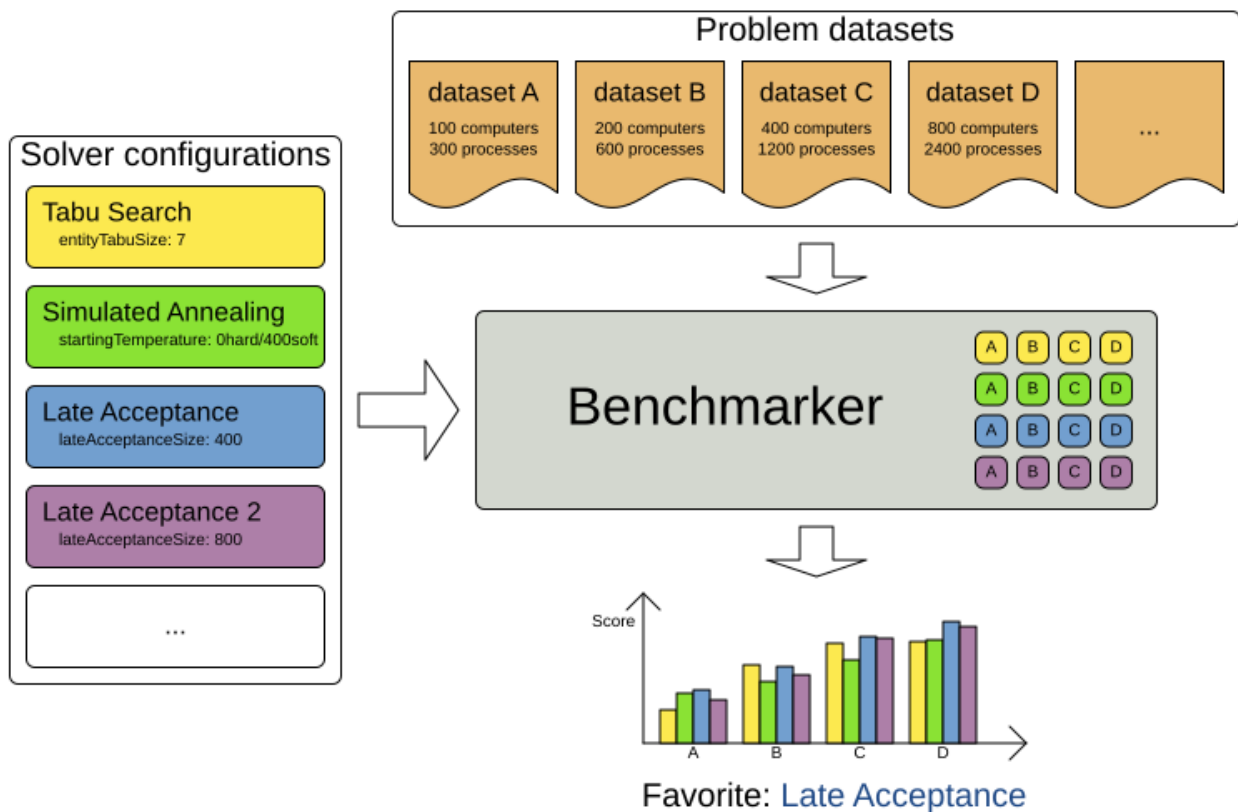 Problem datasets
dataset A
100 computers
300 processes
dataset B
200 computers
600 processes
dataset C
400 computers
1200 processes
dataset D
800 computers
2400 processes
...
Solver configurations
Tabu Search
entityTabuSize: 7
Simulated Annealing
startingTemperature: 0hard/400soft
Late Acceptance
lateAcceptanceSize: 400
Late Acceptance 2
lateAcceptanceSize: 800
...
Benchmarker
A B C D
A B C D
A B C D
A B C D
Score
A B C D
Favorite: Late Acceptance